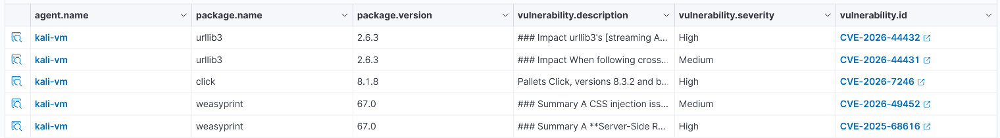 agent.name package.name package.version vulnerability.description vulnerability.severity vulnerability.id
kali-vm urllib3 2.6.3 ### Impact urllib3's [streaming A... High CVE-2026-44432
kali-vm urllib3 2.6.3 ### Impact When following cross... Medium CVE-2026-44431
kali-vm click 8.1.8 Pallets Click, versions 8.3.2 and b... High CVE-2026-7246
kali-vm weasyprint 67.0 ### Summary A CSS injection iss... Medium CVE-2026-49452
kali-vm weasyprint 67.0 ### Summary A **Server-Side R... High CVE-2025-68616